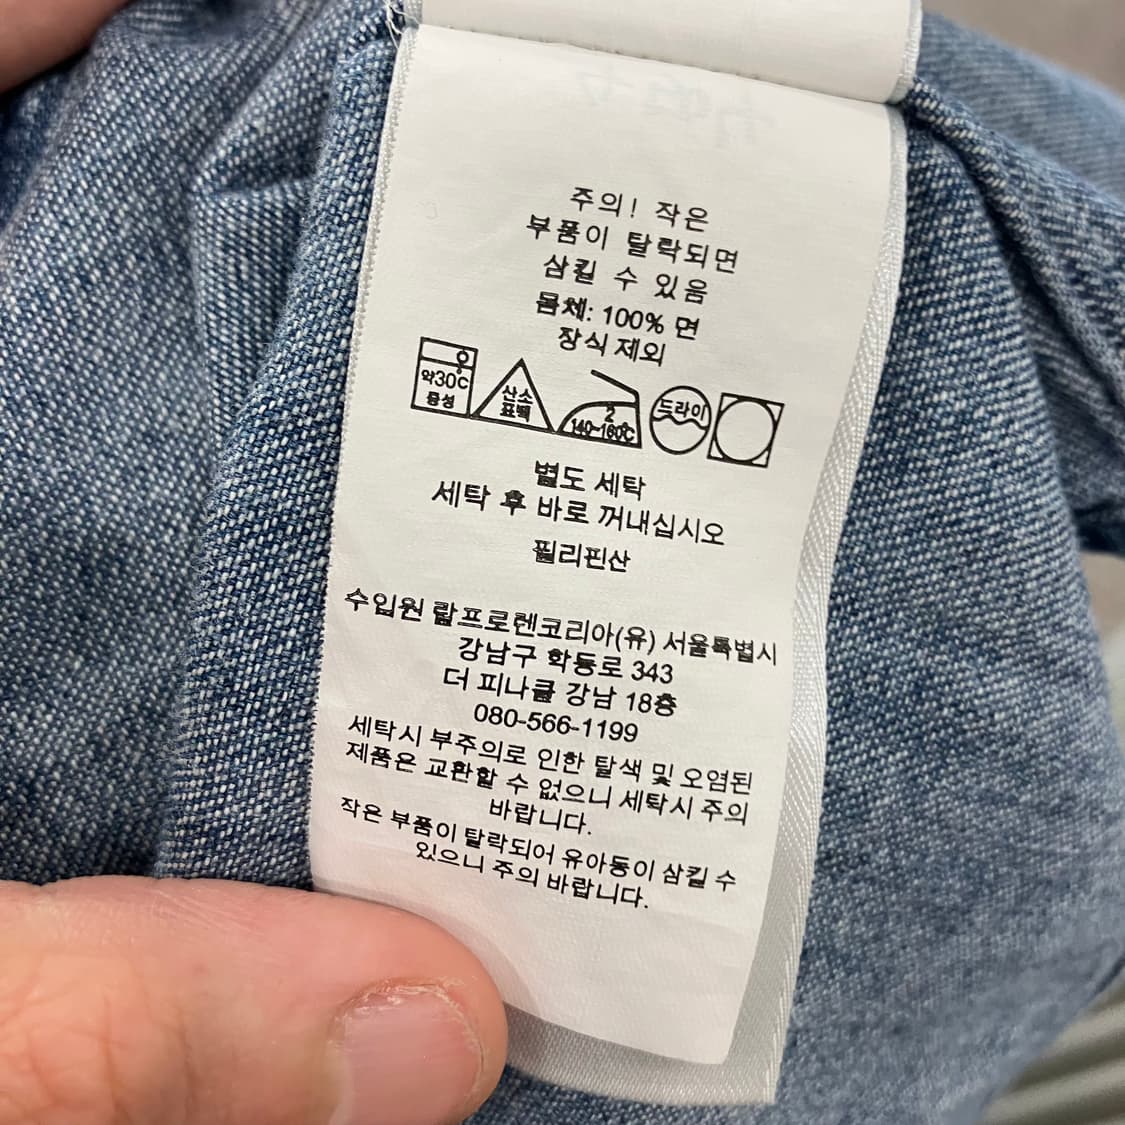 주의! 작은
부품이 탈락되면
삼킬 수 있음
몸체: 100% 면
장식 제외
약30℃
중성
산소
표백
2
140~160℃
드라이
별도 세탁
세탁 후 바로 꺼내십시오
필리핀산
수입원 랄프로렌코리아(유) 서울특별시
강남구 학동로 343
더 피나클 강남 18층
080-566-1199
세탁시 부주의로 인한 탈색 및 오염된
제품은 교환할 수 없으니 세탁시 주의
바랍니다.
작은 부품이 탈락되어 유아동이 삼킬 수
있으니 주의 바랍니다.